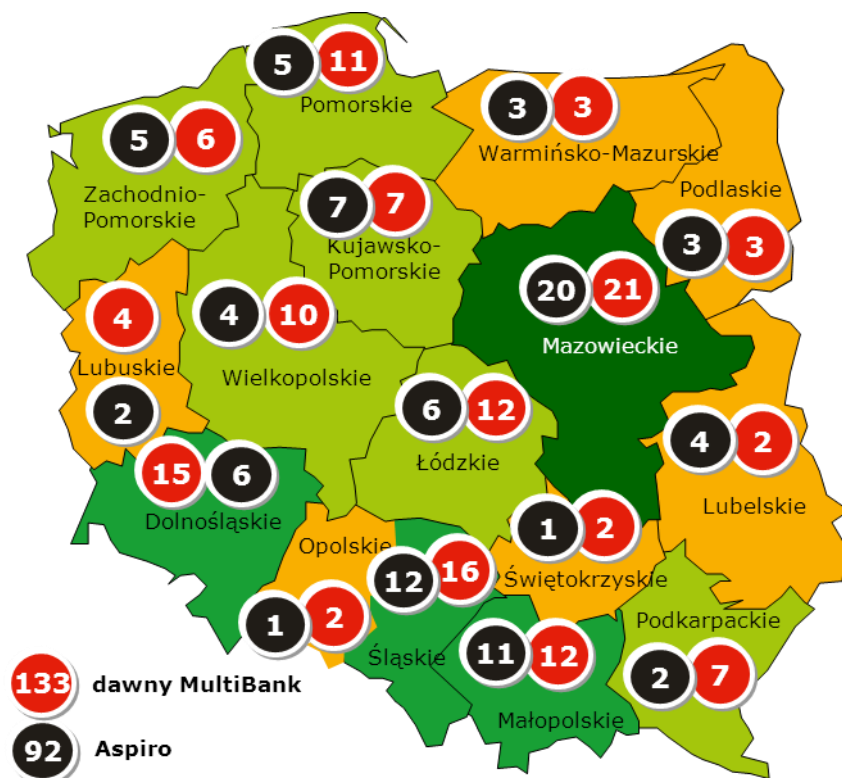 5 11
Pomorskie
5 6
Zachodnio-
Pomorskie
3 3
Warmińsko-Mazurskie
Podlaskie
3 3
7 7
Kujawsko-
Pomorskie
20 21
Mazowieckie
4
Lubuskie
2
4 10
Wielkopolskie
6 12
Łódzkie
4 2
Lubelskie
15 6
Dolnośląskie
Opolskie
1 2
12 16
Śląskie
1 2
Świętokrzyskie
11 12
Małopolskie
Podkarpackie
2 7
133 dawny MultiBank
92 Aspiro